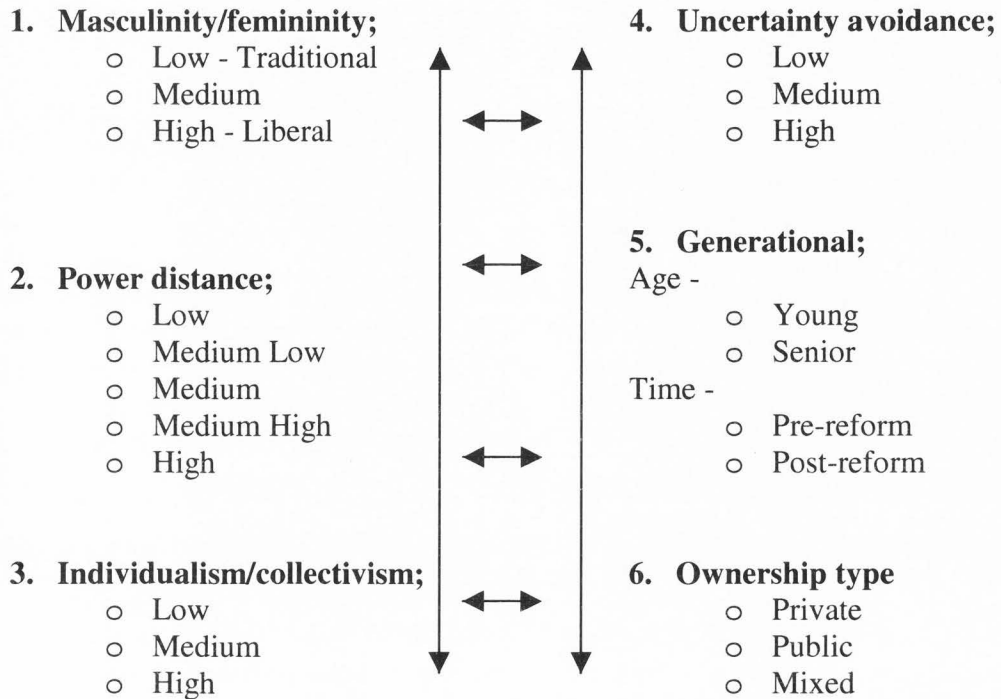 1. Masculinity/femininity;
o Low - Traditional
o Medium
o High - Liberal
2. Power distance;
o Low
o Medium Low
o Medium
o Medium High
o High
3. Individualism/collectivism;
o Low
o Medium
o High
4. Uncertainty avoidance;
o Low
o Medium
o High
5. Generational;
Age -
o Young
o Senior
Time -
o Pre-reform
o Post-reform
6. Ownership type
o Private
o Public
o Mixed